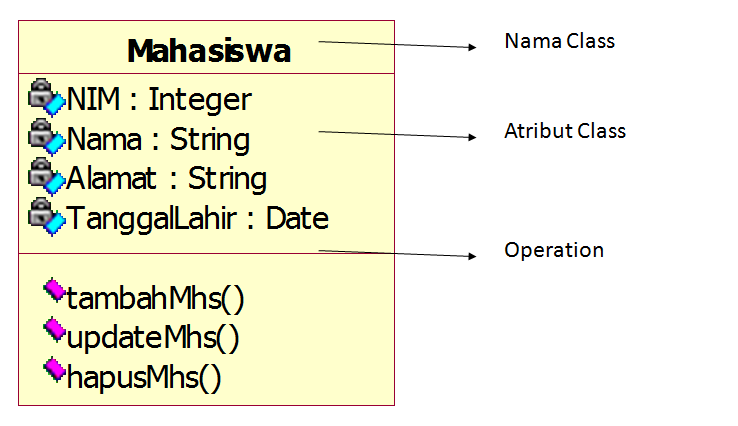 Mahasiswa
NIM : Integer
Nama : String
Alamat : String
TanggalLahir : Date
tambahMhs()
updateMhs()
hapusMhs()
Nama Class
Atribut Class
Operation